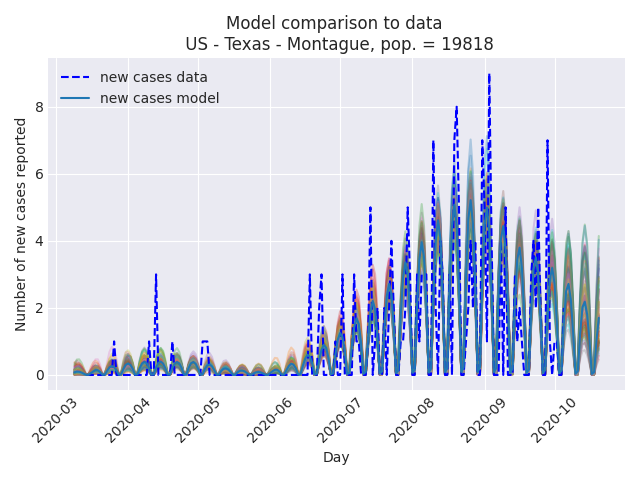 Model comparison to data
US - Texas - Montague, pop. = 19818
new cases data
new cases model
Number of new cases reported
8
6
4
2
0
2020-03
2020-04
2020-05
2020-06
2020-07
2020-08
2020-09
2020-10
Day